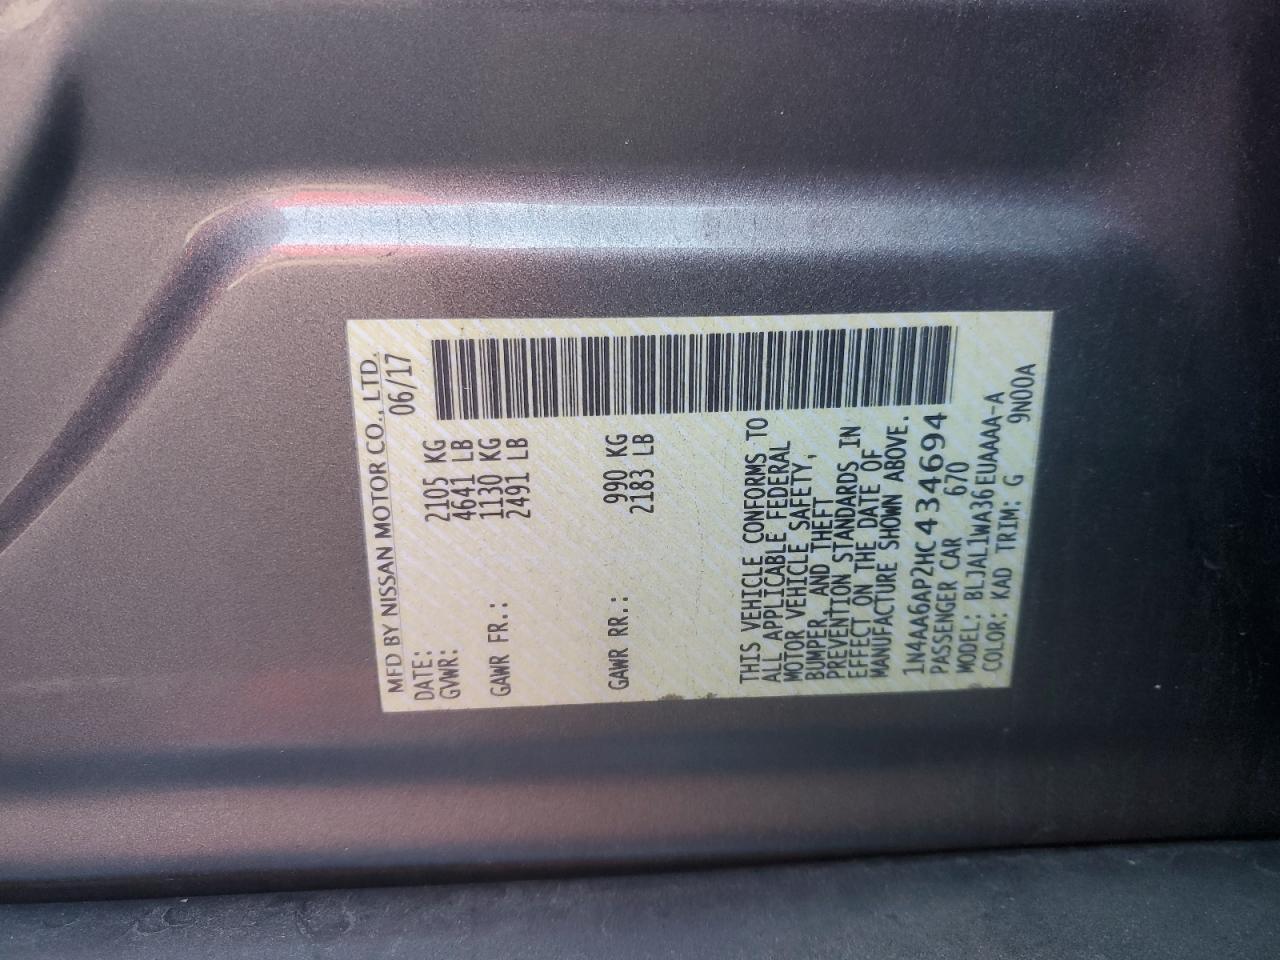 MFD BY NISSAN MOTOR CO., LTD.
DATE: 06/17
GVWR: 2105 KG
4641 LB
GAWR FR.: 1130 KG
2491 LB
GAWR RR.: 990 KG
2183 LB
THIS VEHICLE CONFORMS TO
ALL APPLICABLE FEDERAL
MOTOR VEHICLE SAFETY,
BUMPER, AND THEFT
PREVENTION STANDARDS IN
EFFECT ON THE DATE OF
MANUFACTURE SHOWN ABOVE.
1N4AA6AP2HC434694
PASSENGER CAR 670
MODEL: BLJAL1WA36EUAAAA-A
COLOR: KAD TRIM: G 9N00A